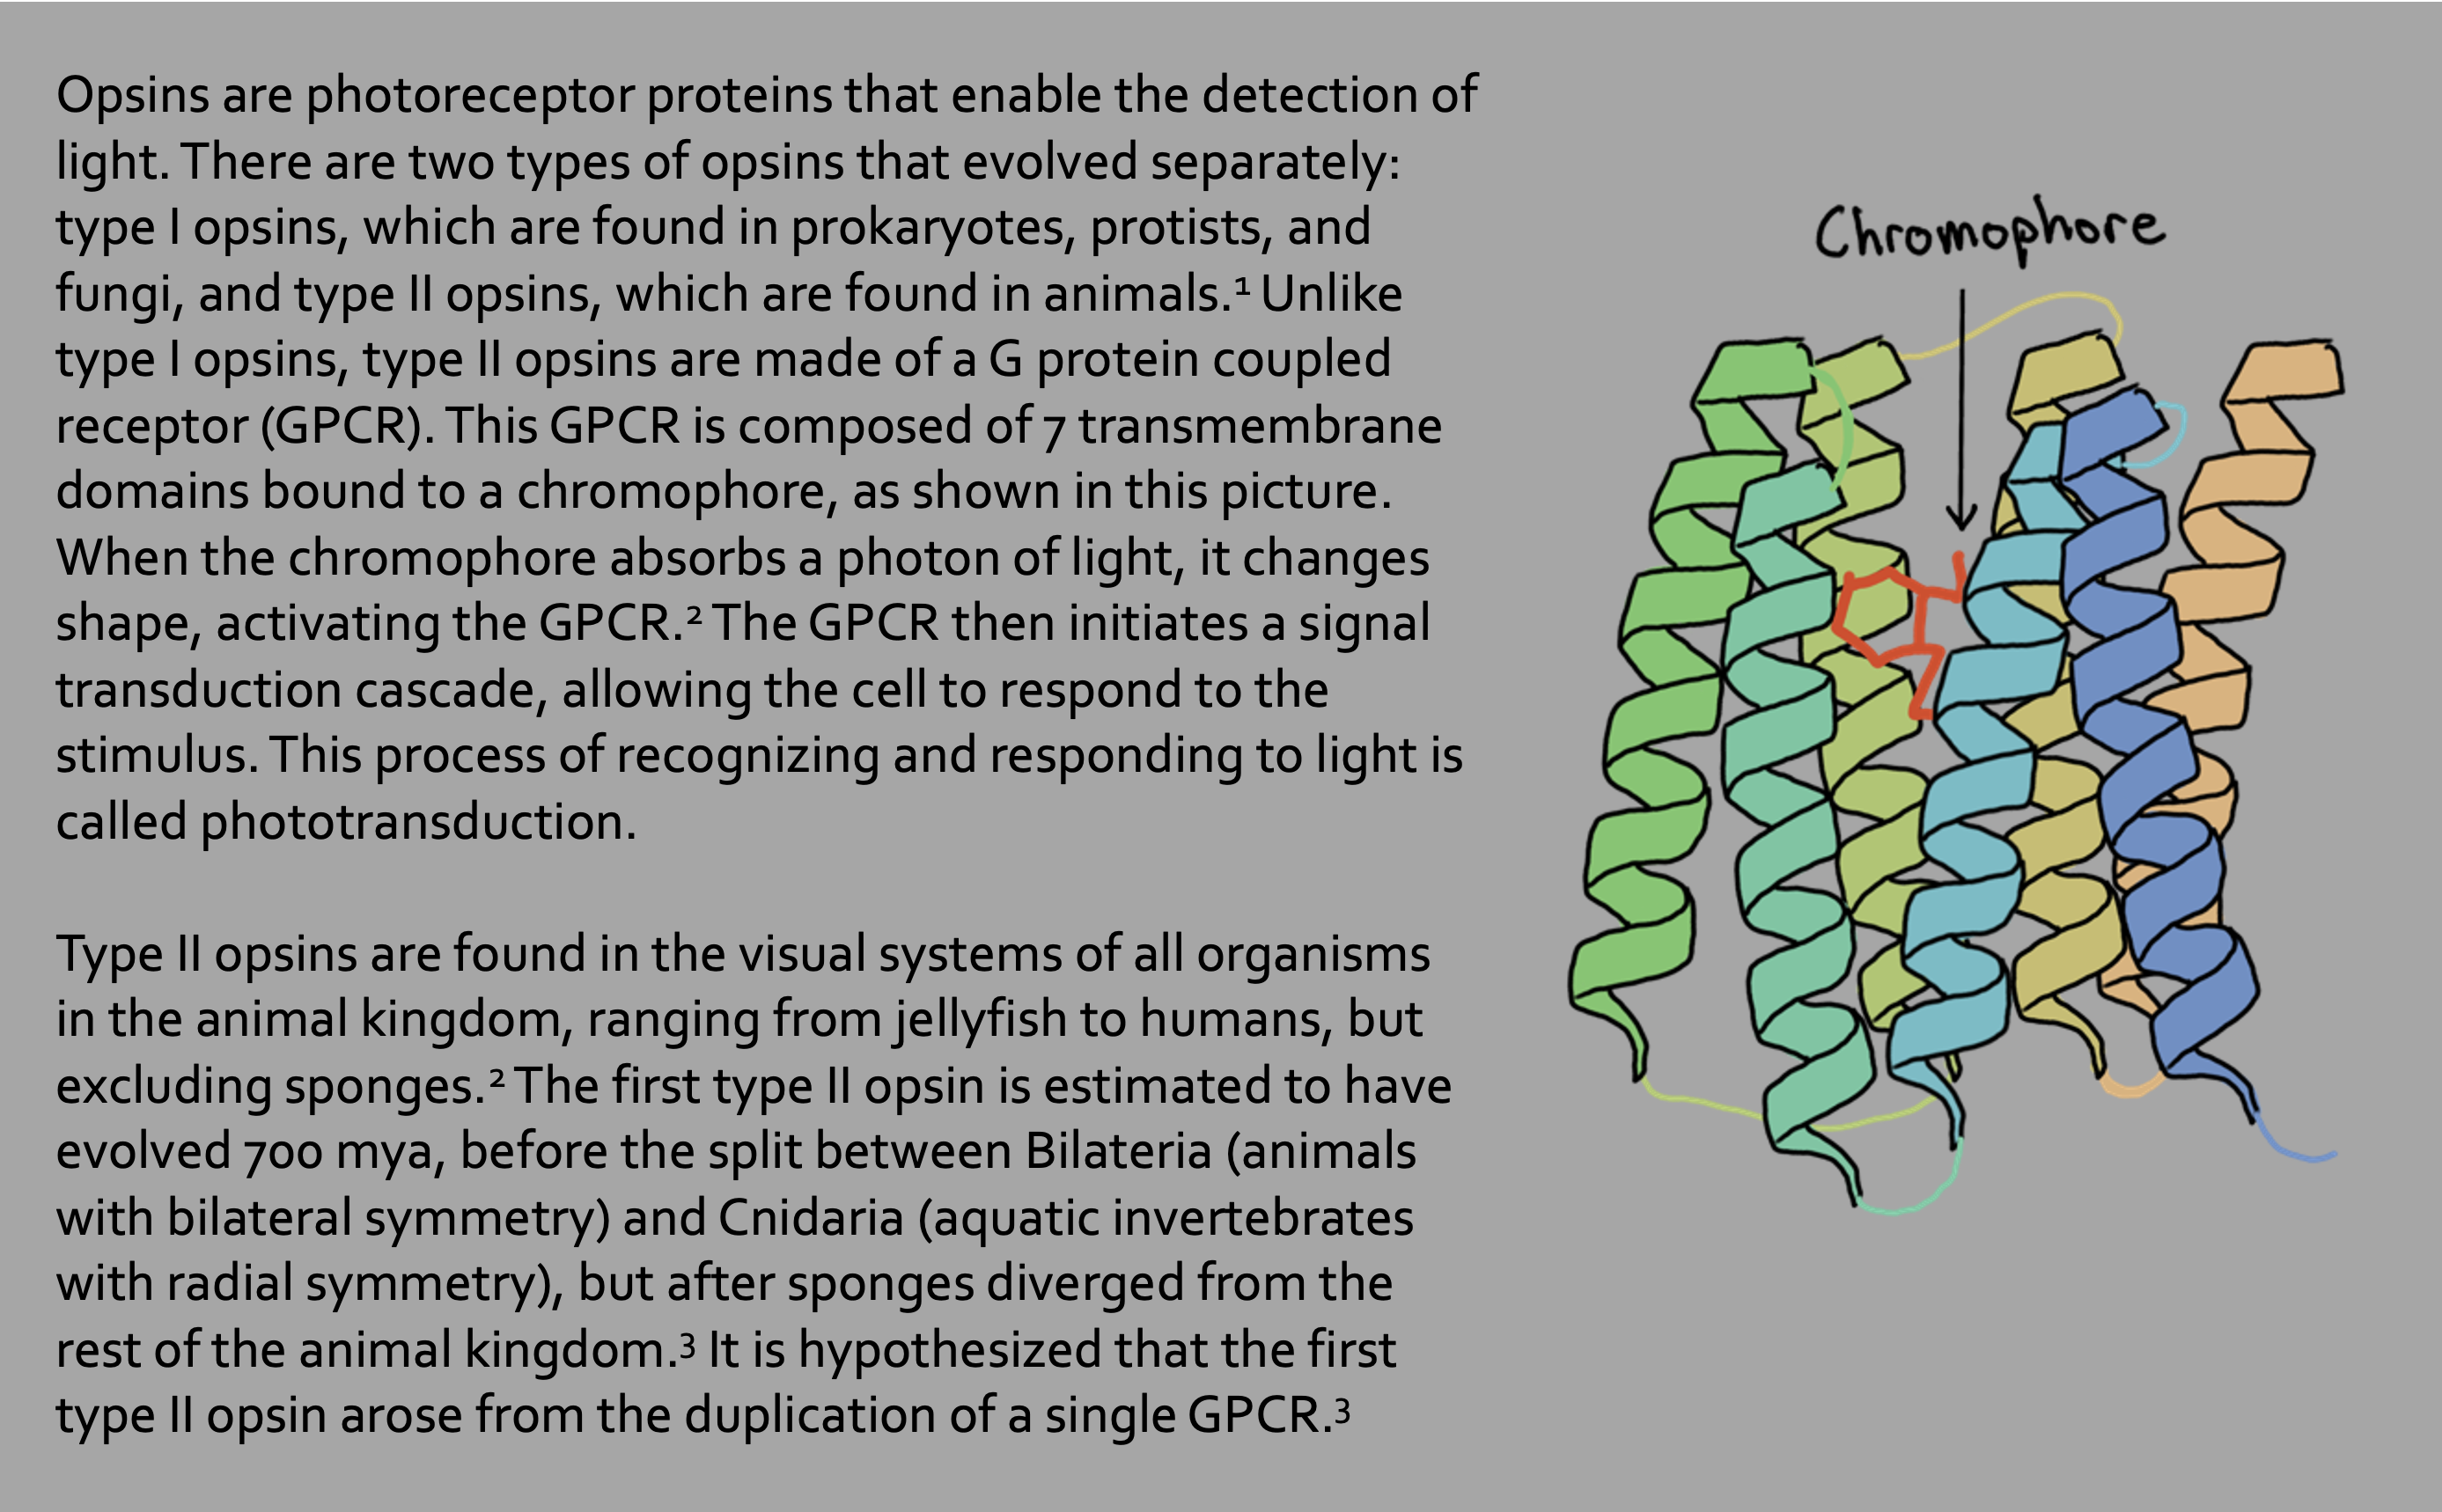 Opsins are photoreceptor proteins that enable the detection of
light. There are two types of opsins that evolved separately:
type I opsins, which are found in prokaryotes, protists, and
fungi, and type II opsins, which are found in animals.¹ Unlike
type I opsins, type II opsins are made of a G protein coupled
receptor (GPCR). This GPCR is composed of 7 transmembrane
domains bound to a chromophore, as shown in this picture.
When the chromophore absorbs a photon of light, it changes
shape, activating the GPCR.² The GPCR then initiates a signal
transduction cascade, allowing the cell to respond to the
stimulus. This process of recognizing and responding to light is
called phototransduction.
Type II opsins are found in the visual systems of all organisms
in the animal kingdom, ranging from jellyfish to humans, but
excluding sponges.² The first type II opsin is estimated to have
evolved 700 mya, before the split between Bilateria (animals
with bilateral symmetry) and Cnidaria (aquatic invertebrates
with radial symmetry), but after sponges diverged from the
rest of the animal kingdom.³ It is hypothesized that the first
type II opsin arose from the duplication of a single GPCR.³
Chromophore